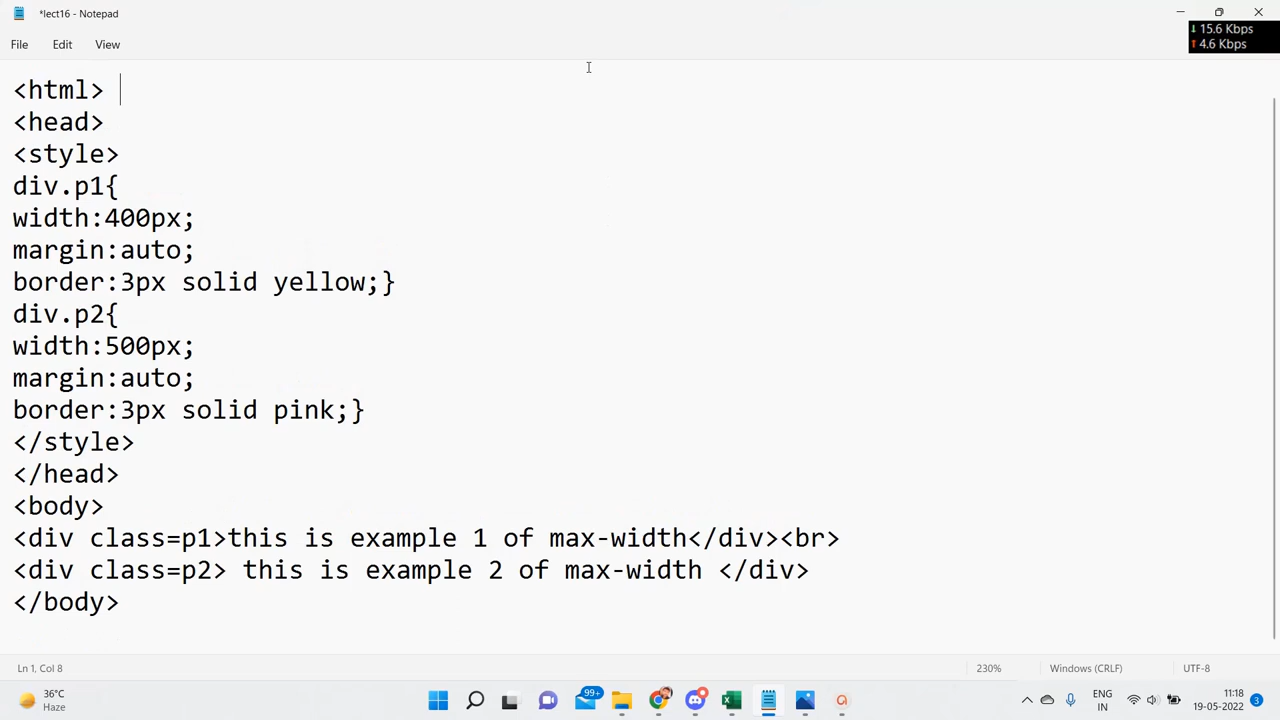 *lect16 - Notepad
↓ 15.6 Kbps
↑ 4.6 Kbps
File Edit View
<html>
<head>
<style>
div.p1{
width:400px;
margin:auto;
border:3px solid yellow;}
div.p2{
width:500px;
margin:auto;
border:3px solid pink;}
</style>
</head>
<body>
<div class=p1>this is example 1 of max-width</div><br>
<div class=p2> this is example 2 of max-width </div>
</body>
Ln 1, Col 8 230% Windows (CRLF) UTF-8
36°C
Haze
99+
ENG
IN
11:18
19-05-2022
3